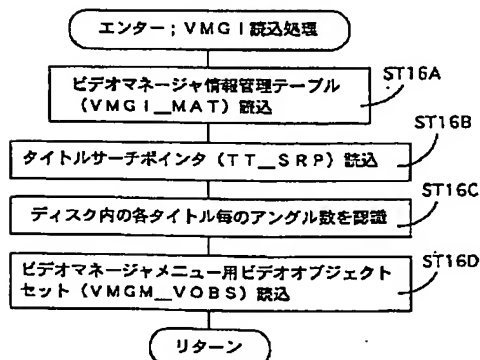 エンター；ＶＭＧＩ読込処理
ST16A
ビデオマネージャ情報管理テーブル
（ＶＭＧＩ＿ＭＡＴ）読込
ST16B
タイトルサーチポインタ（ＴＴ＿ＳＲＰ）読込
ST16C
ディスク内の各タイトル毎のアングル数を認識
ST16D
ビデオマネージャメニュー用ビデオオブジェクト
セット（ＶＭＧＭ＿ＶＯＢＳ）読込
リターン